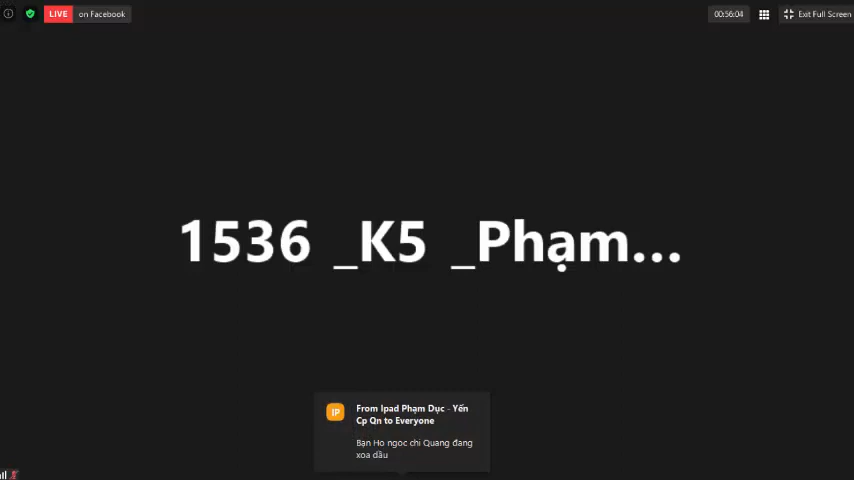 LIVE on Facebook
00:56:04
Exit Full Screen
1536 _K5 _Phạm...
IP
From Ipad Phạm Dục - Yến
Cp Qn to Everyone
Bạn Ho ngoc chi Quang đang
xoa dầu